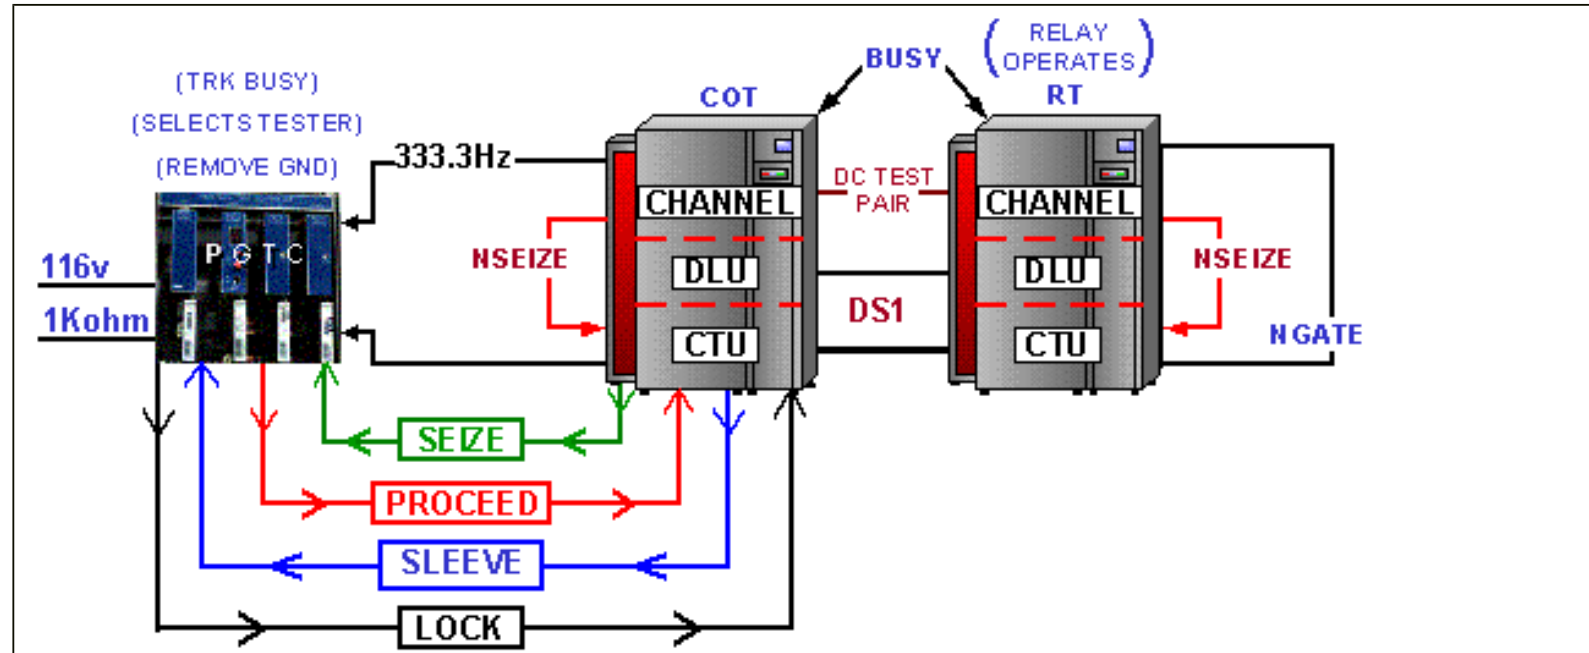 (TRK BUSY)
(SELECTS TESTER)
(REMOVE GND)
BUSY
(RELAY
OPERATES)
COT
RT
333.3Hz
116v
1Kohm
P G T C
CHANNEL
DLU
CTU
NSEIZE
DC TEST
PAIR
DS1
CHANNEL
DLU
CTU
NSEIZE
NGATE
SEIZE
PROCEED
SLEEVE
LOCK